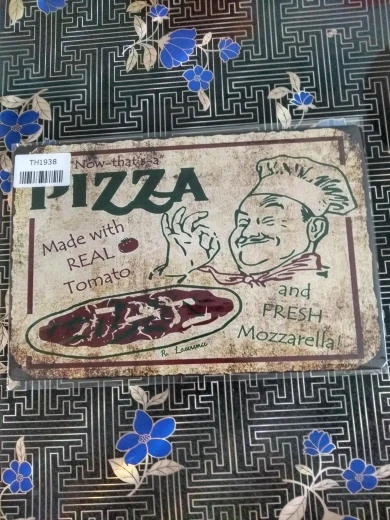 TH1938
"Now-that's-a"
PIZZA
Made with
REAL
Tomato
and
FRESH
Mozzarella!